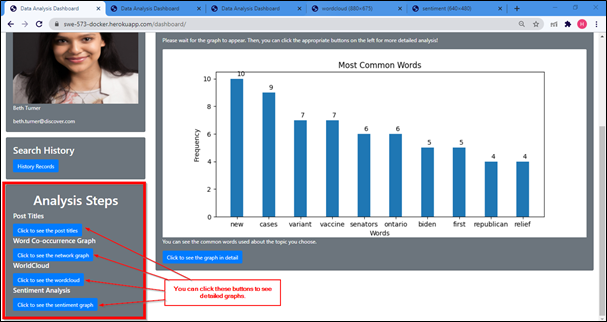 Data Analysis Dashboard
Data Analysis Dashboard
Data Analysis Dashboard
wordcloud (880×675)
sentiment (640×480)
swe-573-docker.herokuapp.com/dashboard/
H
Beth Turner
beth.turner@discover.com
Search History
History Records
Analysis Steps
Post Titles
Click to see the post titles
Word Co-occurrence Graph
Click to see the network graph
WorldCloud
Click to see the wordcloud
Sentiment Analysis
Click to see the sentiment graph
Please wait for the graph to appear. Then, you can click the appropriate buttons on the left for more detailed analysis!
Most Common Words
Frequency
10
8
6
4
2
0
10 9 7 7 6 6 5 5 4 4
new cases variant vaccine senators ontario biden first republican relief
Words
You can see the common words used about the topic you choose.
Click to see the graph in detail
You can click these buttons to see
detailed graphs.